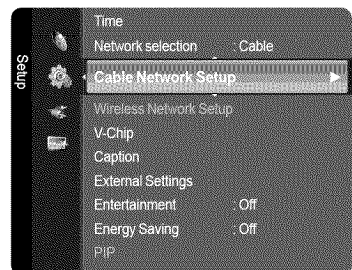 Setup
Time
Network selection : Cable
Cable Network Setup
Wireless Network Setup
V-Chip
Caption
External Settings
Entertainment : Off
Energy Saving : Off
PIP